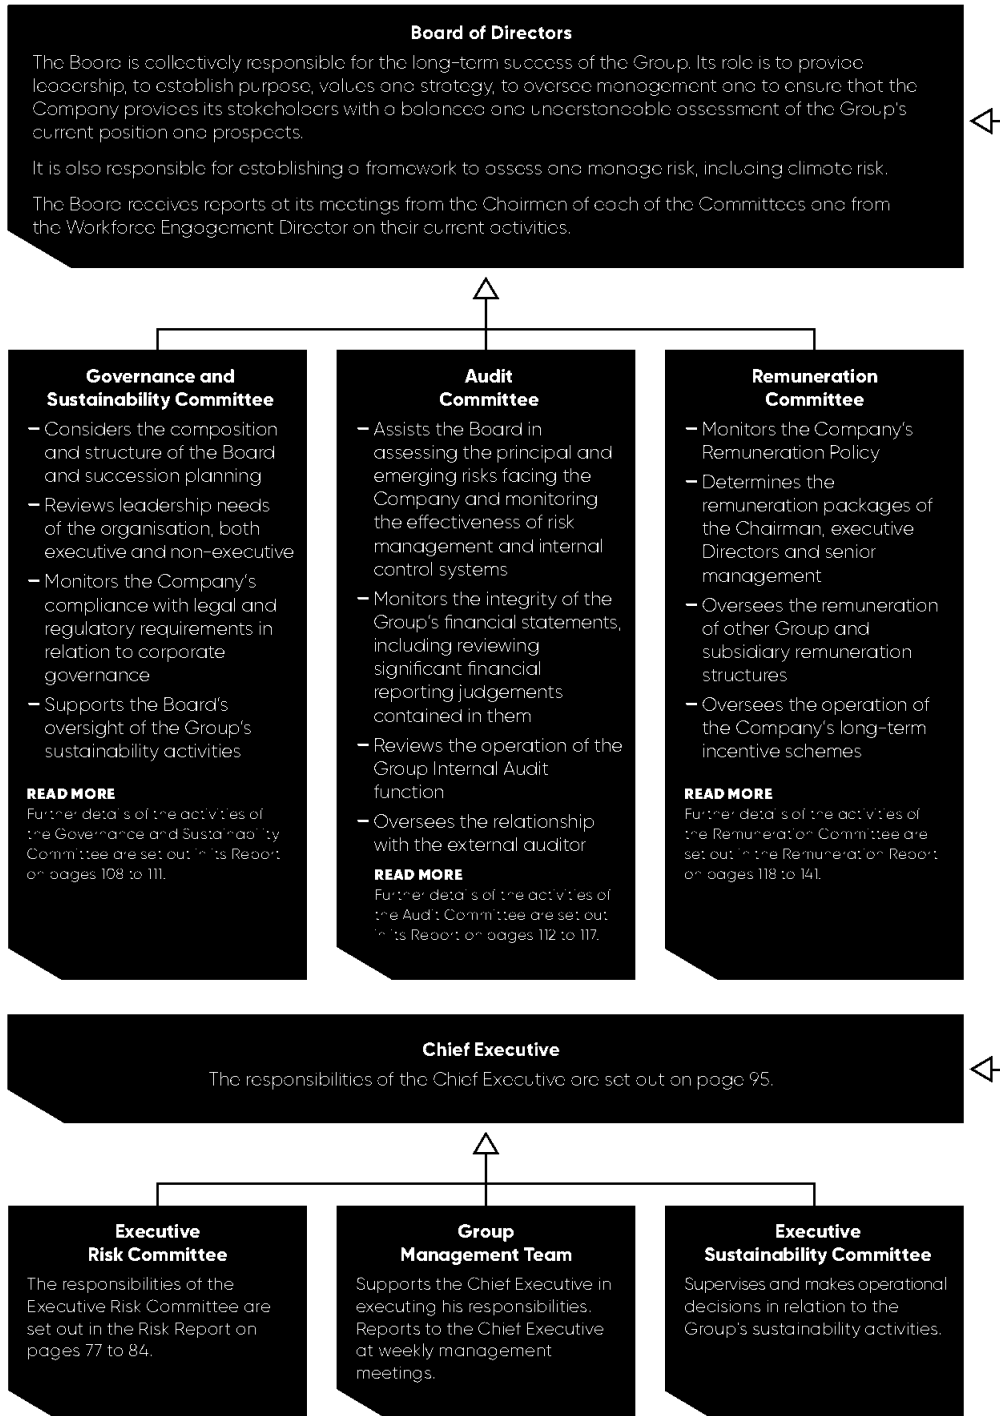 Board of Directors
The Board is collectively responsible for the long-term success of the Group. Its role is to provide
leadership, to establish purpose, values and strategy, to oversee management and to ensure that the
Company provides its stakeholders with a balanced and understandable assessment of the Group's
current position and prospects.
It is also responsible for establishing a framework to assess and manage risk, including climate risk.
The Board receives reports at its meetings from the Chairmen of each of the Committees and from
the Workforce Engagement Director on their current activities.
Governance and
Sustainability Committee
– Considers the composition
and structure of the Board
and succession planning
– Reviews leadership needs
of the organisation, both
executive and non-executive
– Monitors the Company's
compliance with legal and
regulatory requirements in
relation to corporate
governance
– Supports the Board's
oversight of the Group's
sustainability activities
READ MORE
Further details of the activities of
the Governance and Sustainability
Committee are set out in its Report
on pages 108 to 111.
Audit
Committee
– Assists the Board in
assessing the principal and
emerging risks facing the
Company and monitoring
the effectiveness of risk
management and internal
control systems
– Monitors the integrity of the
Group's financial statements,
including reviewing
significant financial
reporting judgements
contained in them
– Reviews the operation of the
Group Internal Audit
function
– Oversees the relationship
with the external auditor
READ MORE
Further details of the activities of
the Audit Committee are set out
in its Report on pages 112 to 117.
Remuneration
Committee
– Monitors the Company's
Remuneration Policy
– Determines the
remuneration packages of
the Chairman, executive
Directors and senior
management
– Oversees the remuneration
of other Group and
subsidiary remuneration
structures
– Oversees the operation of
the Company's long-term
incentive schemes
READ MORE
Further details of the activities of
the Remuneration Committee are
set out in the Remuneration Report
on pages 118 to 141.
Chief Executive
The responsibilities of the Chief Executive are set out on page 95.
Executive
Risk Committee
The responsibilities of the
Executive Risk Committee are
set out in the Risk Report on
pages 77 to 84.
Group
Management Team
Supports the Chief Executive in
executing his responsibilities.
Reports to the Chief Executive
at weekly management
meetings.
Executive
Sustainability Committee
Supervises and makes operational
decisions in relation to the
Group's sustainability activities.